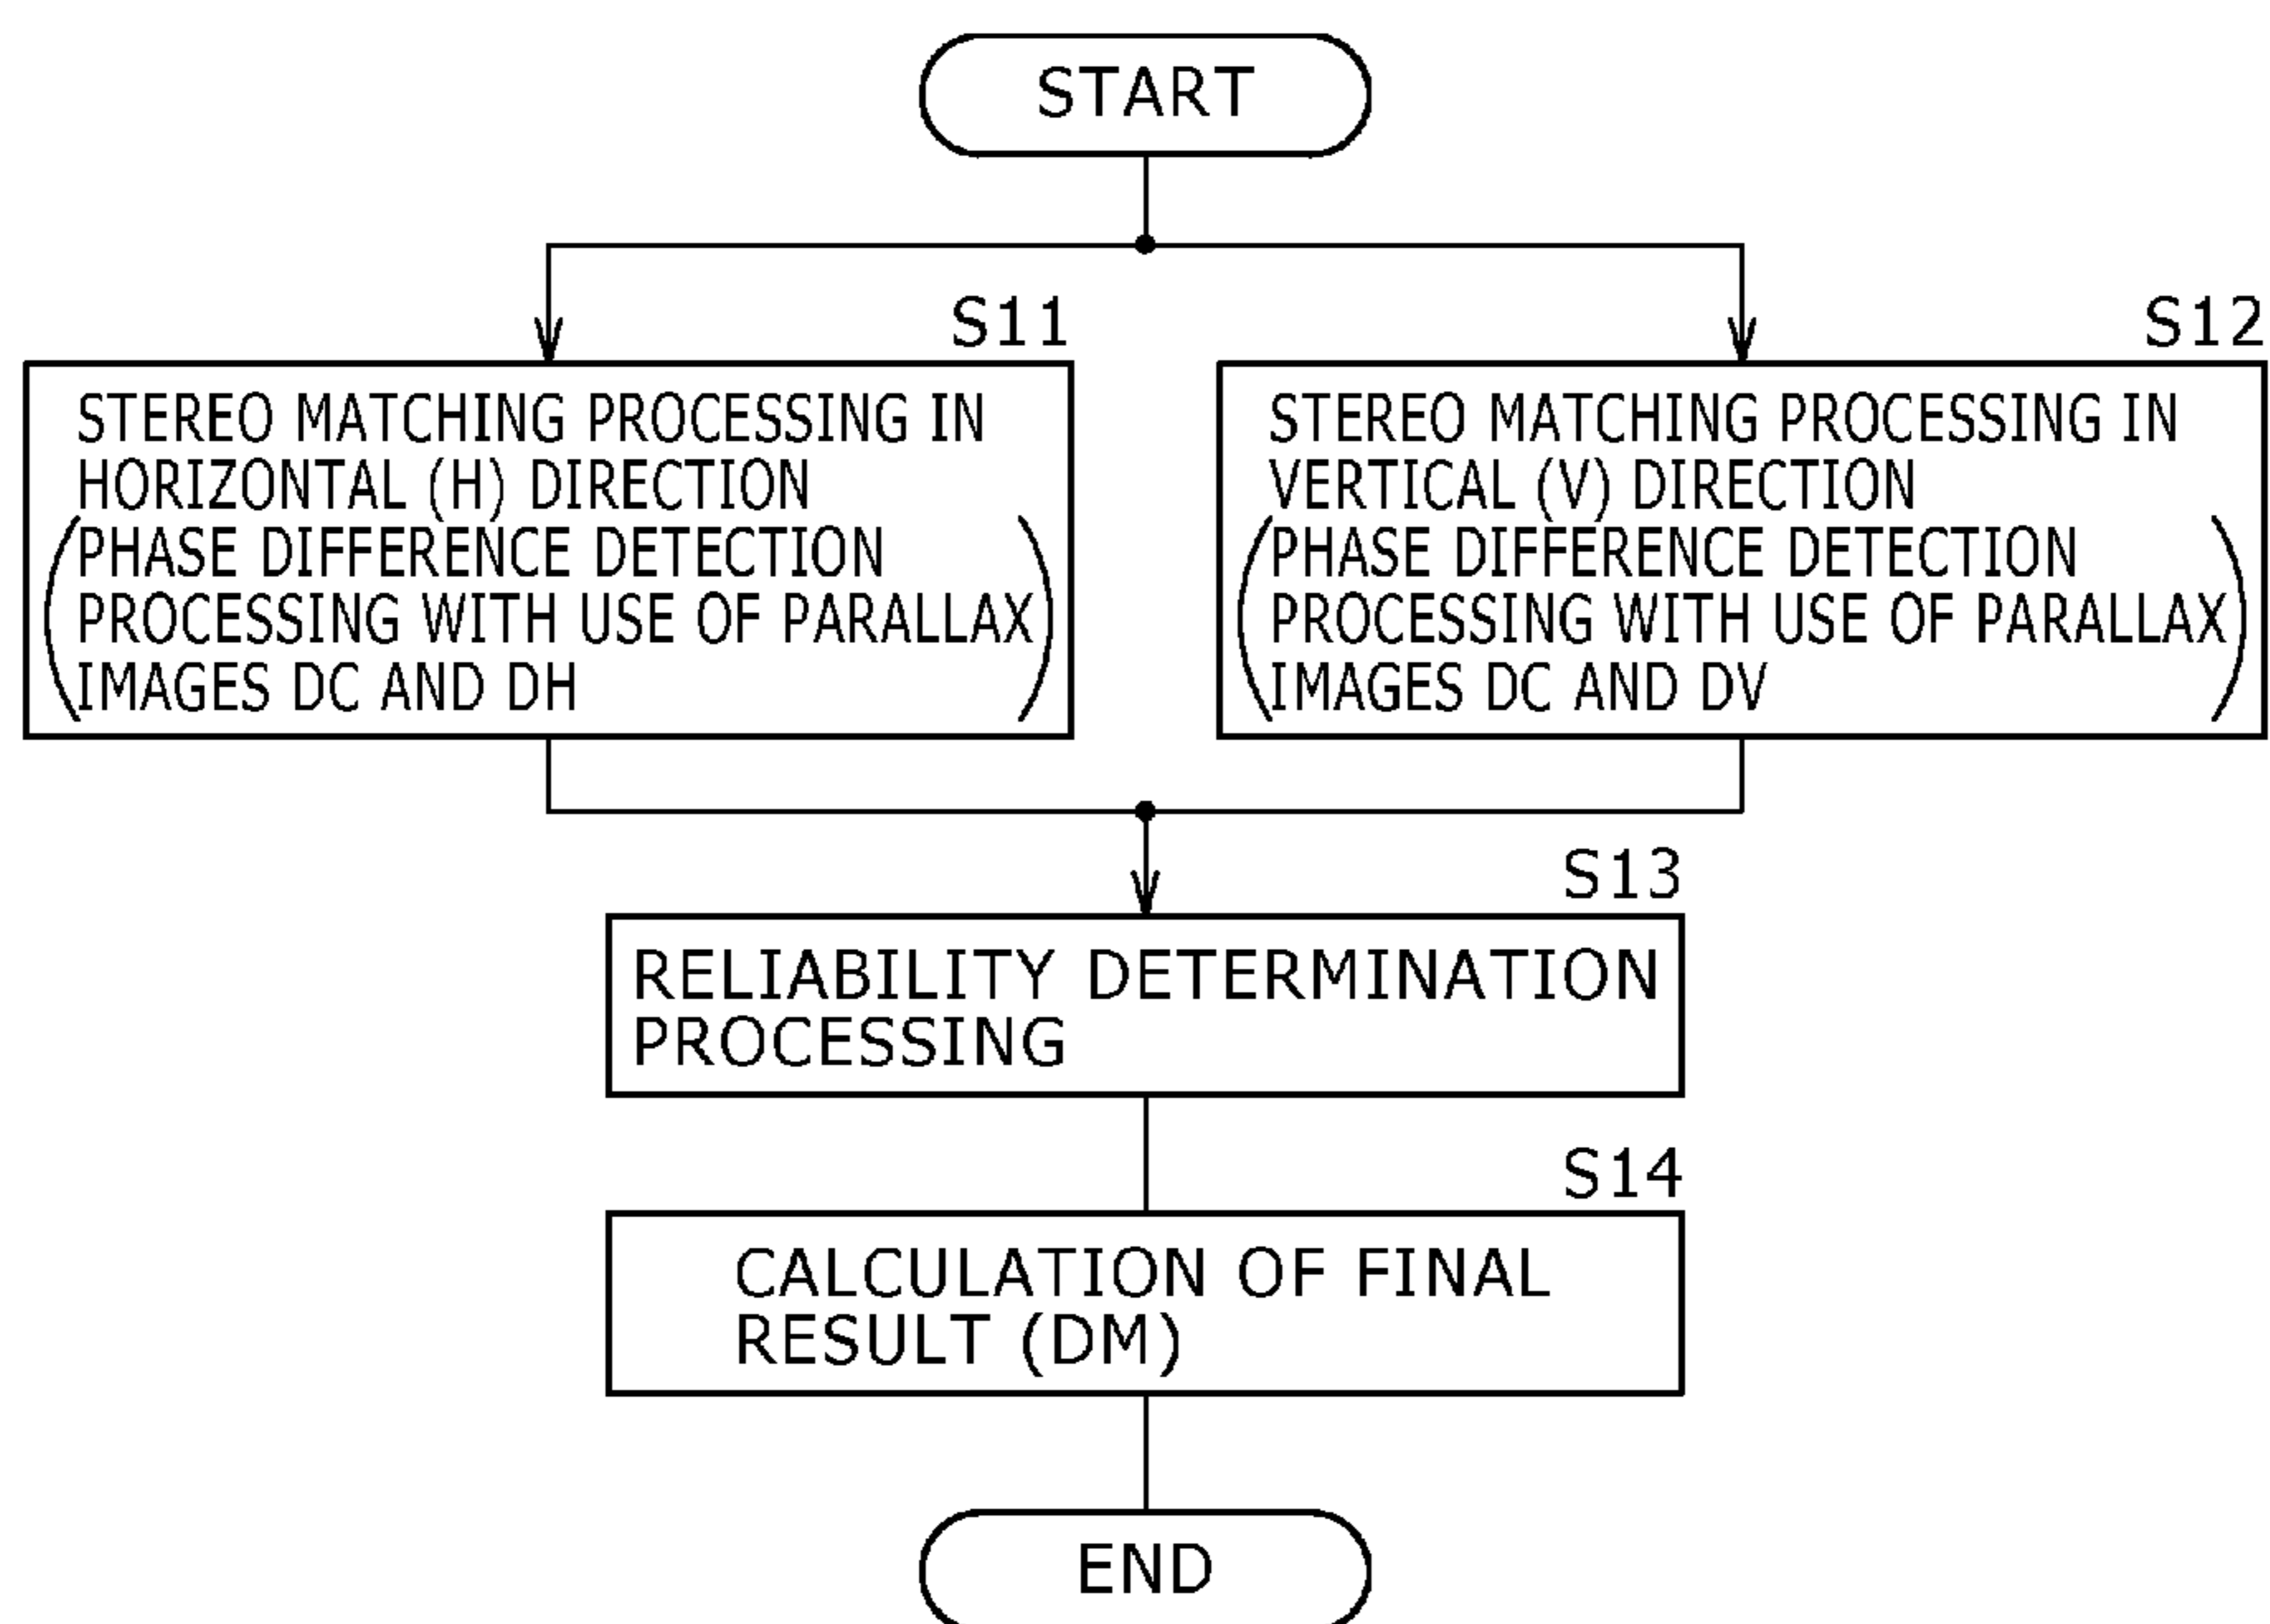 START
S11
STEREO MATCHING PROCESSING IN
HORIZONTAL (H) DIRECTION
(PHASE DIFFERENCE DETECTION
PROCESSING WITH USE OF PARALLAX
IMAGES DC AND DH)
S12
STEREO MATCHING PROCESSING IN
VERTICAL (V) DIRECTION
(PHASE DIFFERENCE DETECTION
PROCESSING WITH USE OF PARALLAX
IMAGES DC AND DV)
S13
RELIABILITY DETERMINATION
PROCESSING
S14
CALCULATION OF FINAL
RESULT (DM)
END